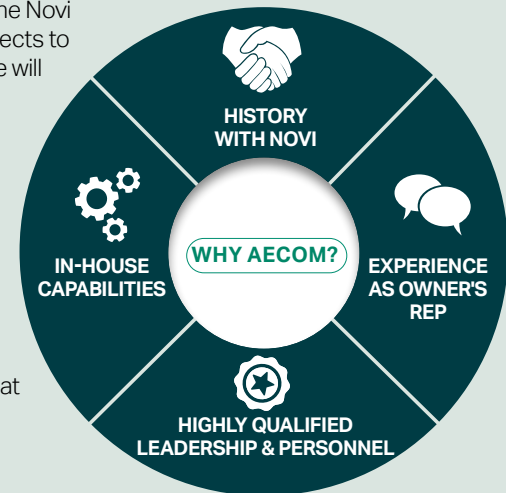 ne Novi
ects to
e will
HISTORY
WITH NOVI
WHY AECOM?
IN-HOUSE
CAPABILITIES
EXPERIENCE
AS OWNER'S
REP
at
HIGHLY QUALIFIED
LEADERSHIP & PERSONNEL